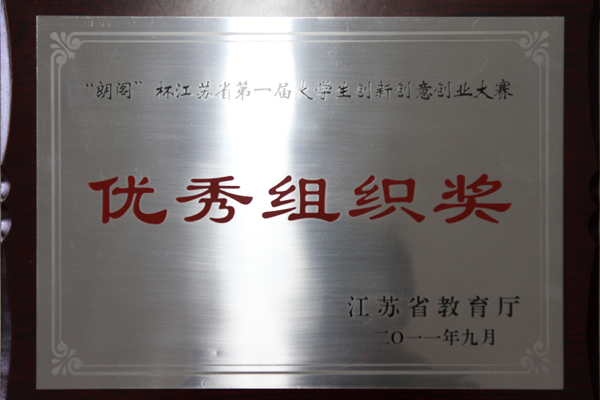 “朗阁”杯江苏省第一届大学生创新创意创业大赛
优秀组织奖
江苏省教育厅
二〇一一年九月